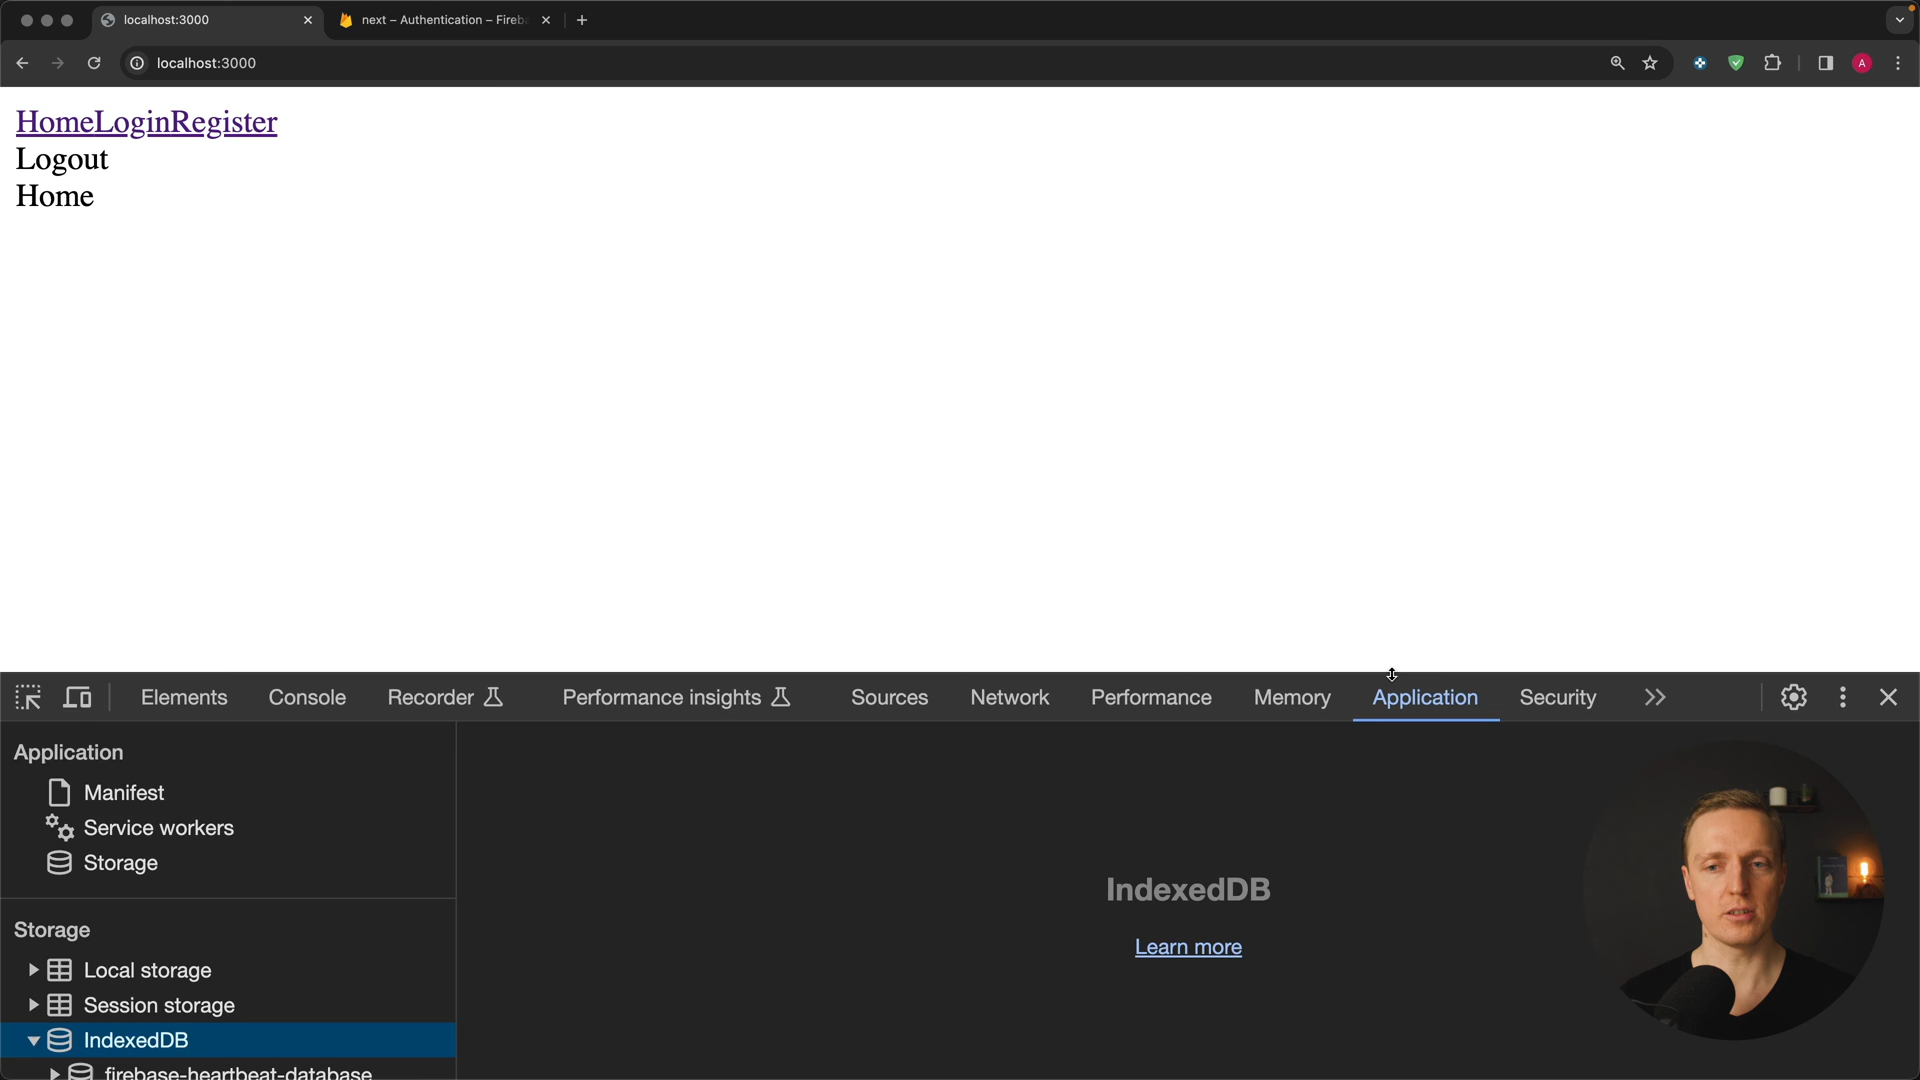 localhost:3000
next – Authentication – Fireb
localhost:3000
A
HomeLoginRegister
Logout
Home
Elements
Console
Recorder
Performance insights
Sources
Network
Performance
Memory
Application
Security
Application
Manifest
Service workers
Storage
Storage
Local storage
Session storage
IndexedDB
firebase-heartbeat-database
IndexedDB
Learn more